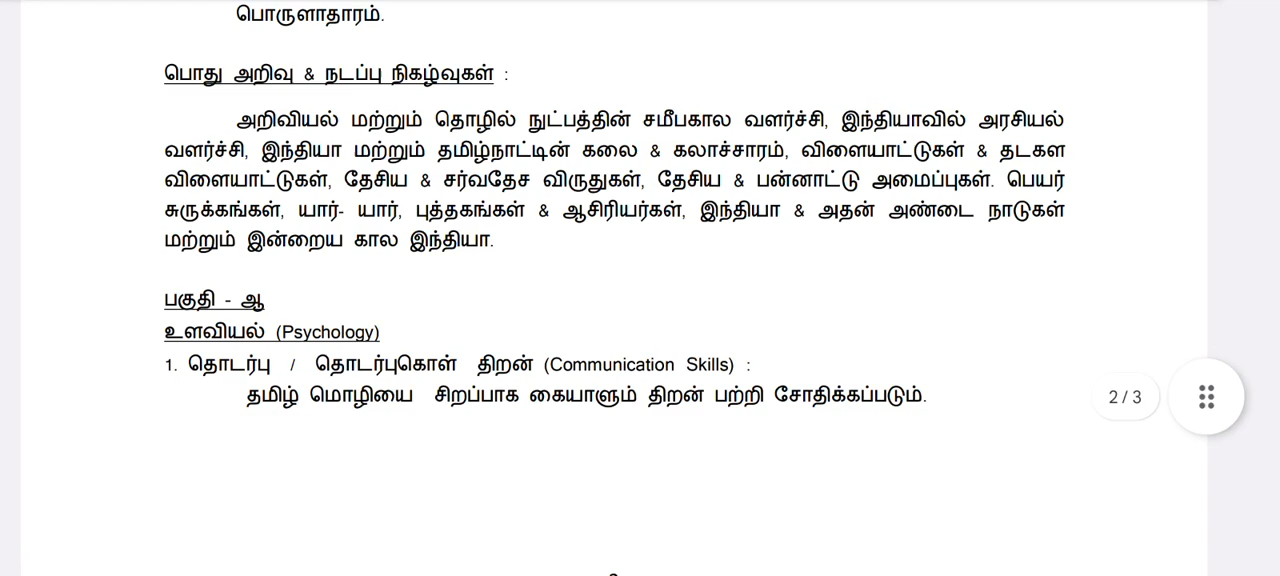 பொருளாதாரம்.
பொது அறிவு & நடப்பு நிகழ்வுகள் :
அறிவியல் மற்றும் தொழில் நுட்பத்தின் சமீபகால வளர்ச்சி, இந்தியாவில் அரசியல்
வளர்ச்சி, இந்தியா மற்றும் தமிழ்நாட்டின் கலை & கலாச்சாரம், விளையாட்டுகள் & தடகள
விளையாட்டுகள், தேசிய & சர்வதேச விருதுகள், தேசிய & பன்னாட்டு அமைப்புகள். பெயர்
சுருக்கங்கள், யார்- யார், புத்தகங்கள் & ஆசிரியர்கள், இந்தியா & அதன் அண்டை நாடுகள்
மற்றும் இன்றைய கால இந்தியா.
பகுதி - ஆ
உளவியல் (Psychology)
1. தொடர்பு / தொடர்புகொள் திறன் (Communication Skills) :
தமிழ் மொழியை சிறப்பாக கையாளும் திறன் பற்றி சோதிக்கப்படும்.
2 / 3